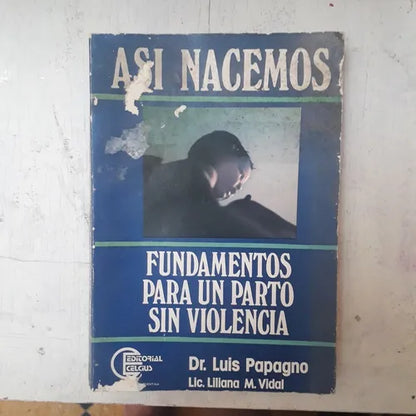 ASI NACEMOS
FUNDAMENTOS
PARA UN PARTO
SIN VIOLENCIA
EDITORIAL
CELCIUS
Dr. Luis Papagno
Lic. Liliana M. Vidal